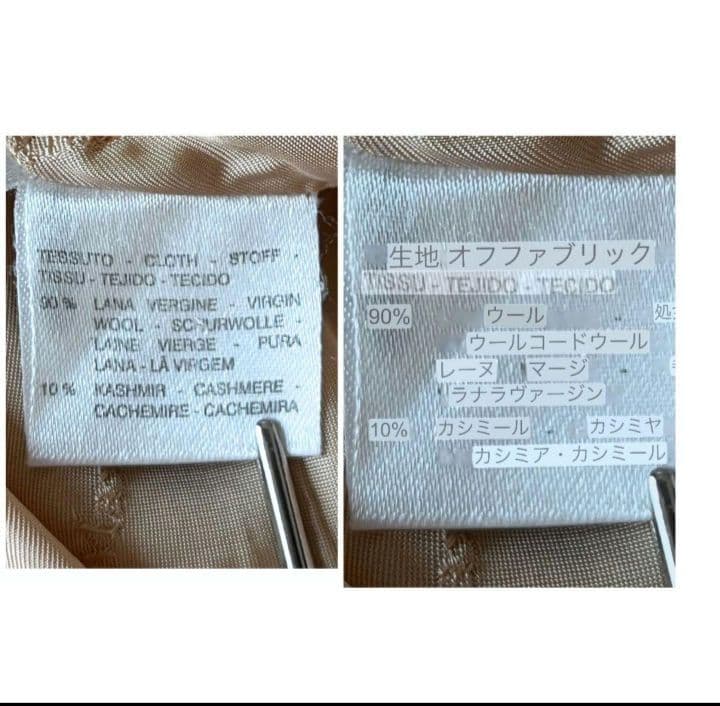 TESSUTO - CLOTH - STOFF -
TISSU - TEJIDO - TECIDO
90 % LANA VERGINE - VIRGIN
WOOL - SCHURWOLLE -
LAINE VIERGE - PURA
LANA - LÃ VIRGEM
10 % KASHMIR - CASHMERE -
CACHEMIRE - CACHEMIRA
生地 オフファブリック
TISSU - TEJIDO - TECIDO
90% ウール
ウールコードウール
レーヌ マージ
ラナラヴァージン
10% カシミール カシミヤ
カシミア・カシミール